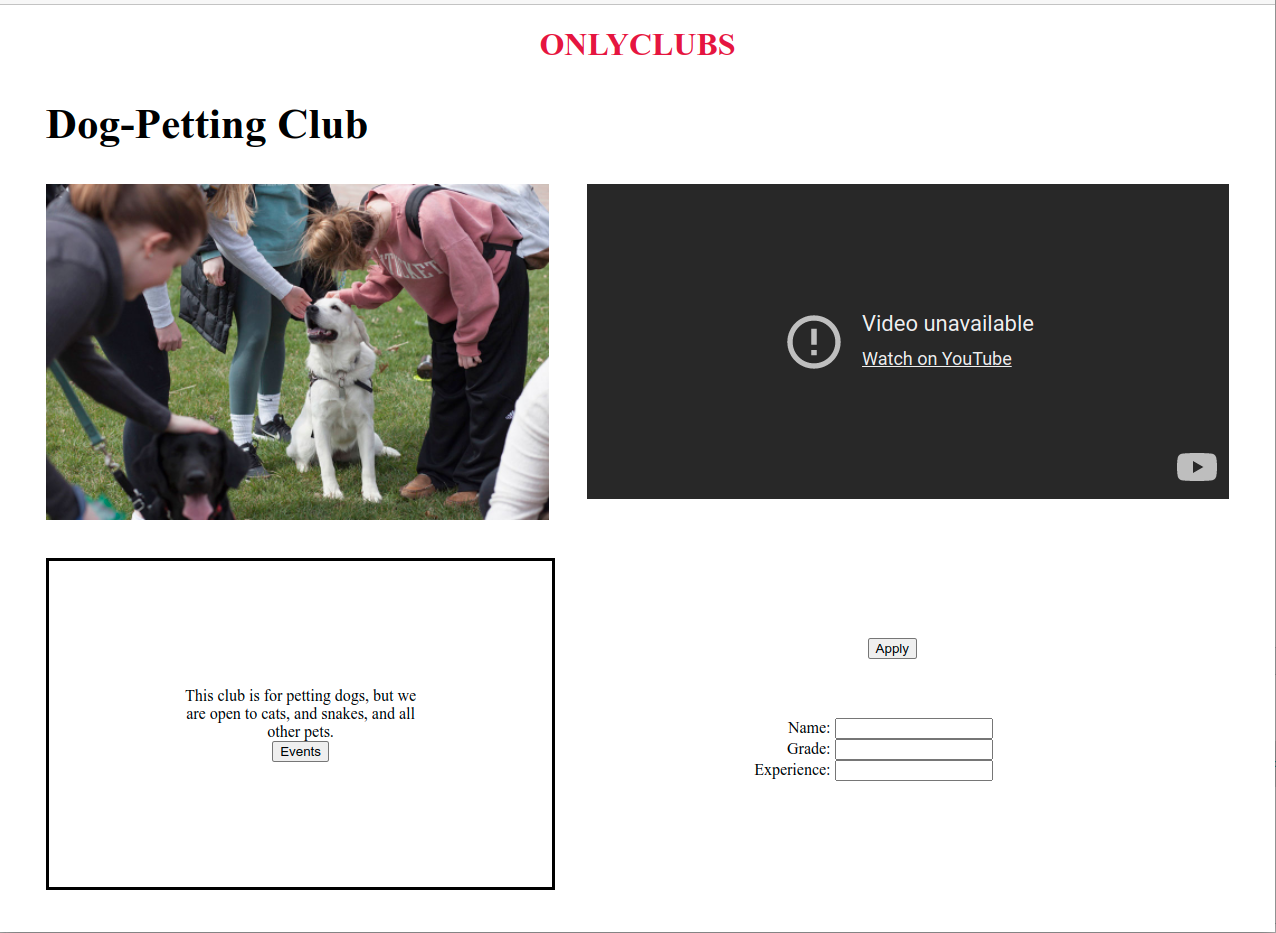 ONLYCLUBS
Dog-Petting Club
Video unavailable
Watch on YouTube
This club is for petting dogs, but we
are open to cats, and snakes, and all
other pets.
Events
Apply
Name:
Grade:
Experience: